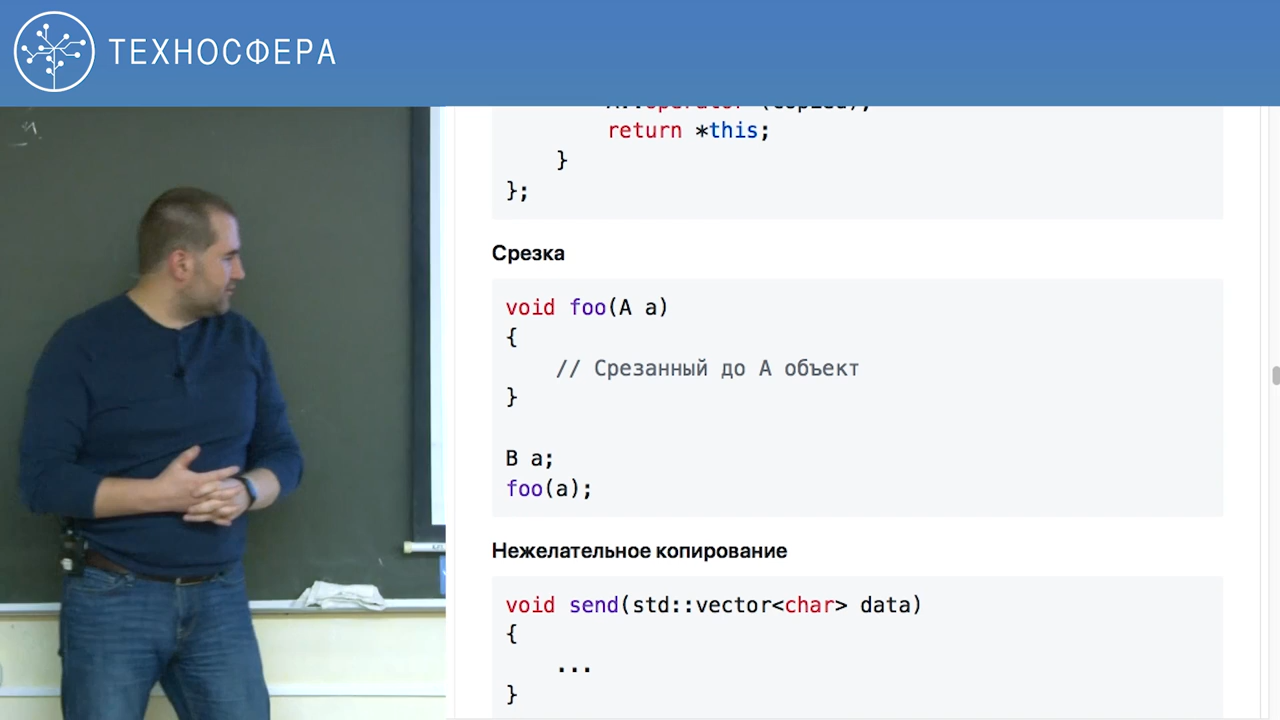 ТЕХНОСФЕРА
return *this;
}
};
Срезка
void foo(A a)
{
// Срезанный до A объект
}
B a;
foo(a);
Нежелательное копирование
void send(std::vector<char> data)
{
...
}